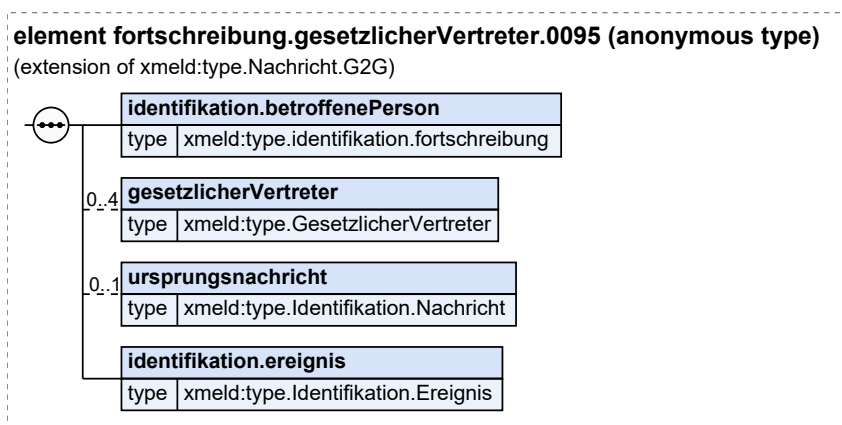 element fortschreibung.gesetzlicherVertreter.0095 (anonymous type)
(extension of xmeld:type.Nachricht.G2G)
identifikation.betroffenePerson
type xmeld:type.identifikation.fortschreibung
0..4 gesetzlicherVertreter
type xmeld:type.GesetzlicherVertreter
0..1 ursprungsnachricht
type xmeld:type.Identifikation.Nachricht
identifikation.ereignis
type xmeld:type.Identifikation.Ereignis